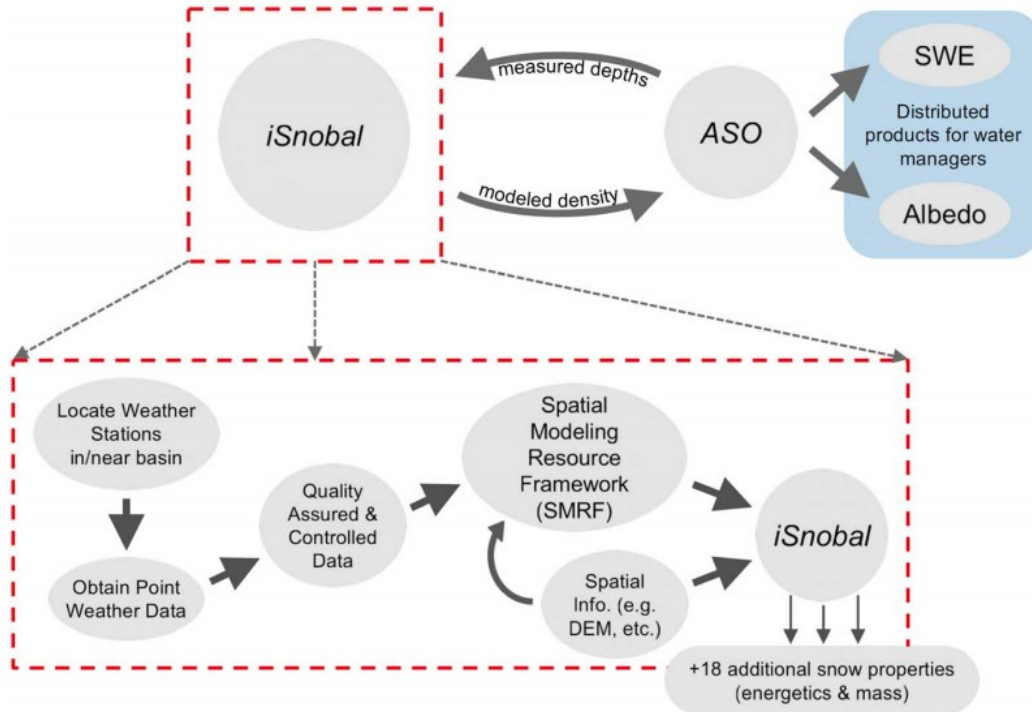 iSnobal
measured depths
modeled density
ASO
SWE
Distributed
products for water
managers
Albedo
Locate Weather
Stations
in/near basin
Obtain Point
Weather Data
Quality
Assured &
Controlled
Data
Spatial
Modeling
Resource
Framework
(SMRF)
Spatial
Info. (e.g.
DEM, etc.)
iSnobal
+18 additional snow properties
(energetics & mass)